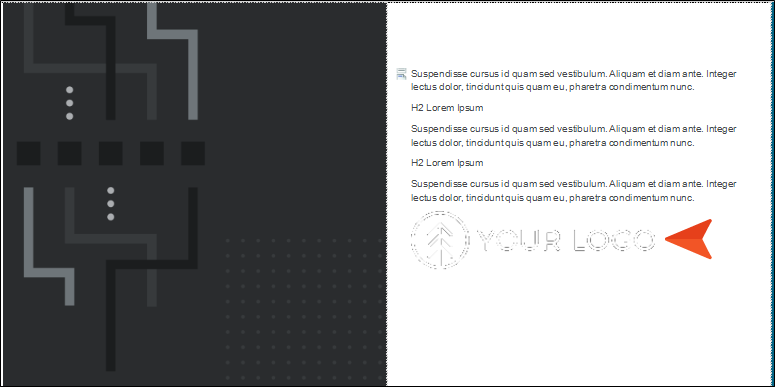 Suspendisse cursus id quam sed vestibulum. Aliquam et diam ante. Integer
lectus dolor, tincidunt quis quam eu, pharetra condimentum nunc.
H2 Lorem Ipsum
Suspendisse cursus id quam sed vestibulum. Aliquam et diam ante. Integer
lectus dolor, tincidunt quis quam eu, pharetra condimentum nunc.
H2 Lorem Ipsum
Suspendisse cursus id quam sed vestibulum. Aliquam et diam ante. Integer
lectus dolor, tincidunt quis quam eu, pharetra condimentum nunc.
YOUR LOGO